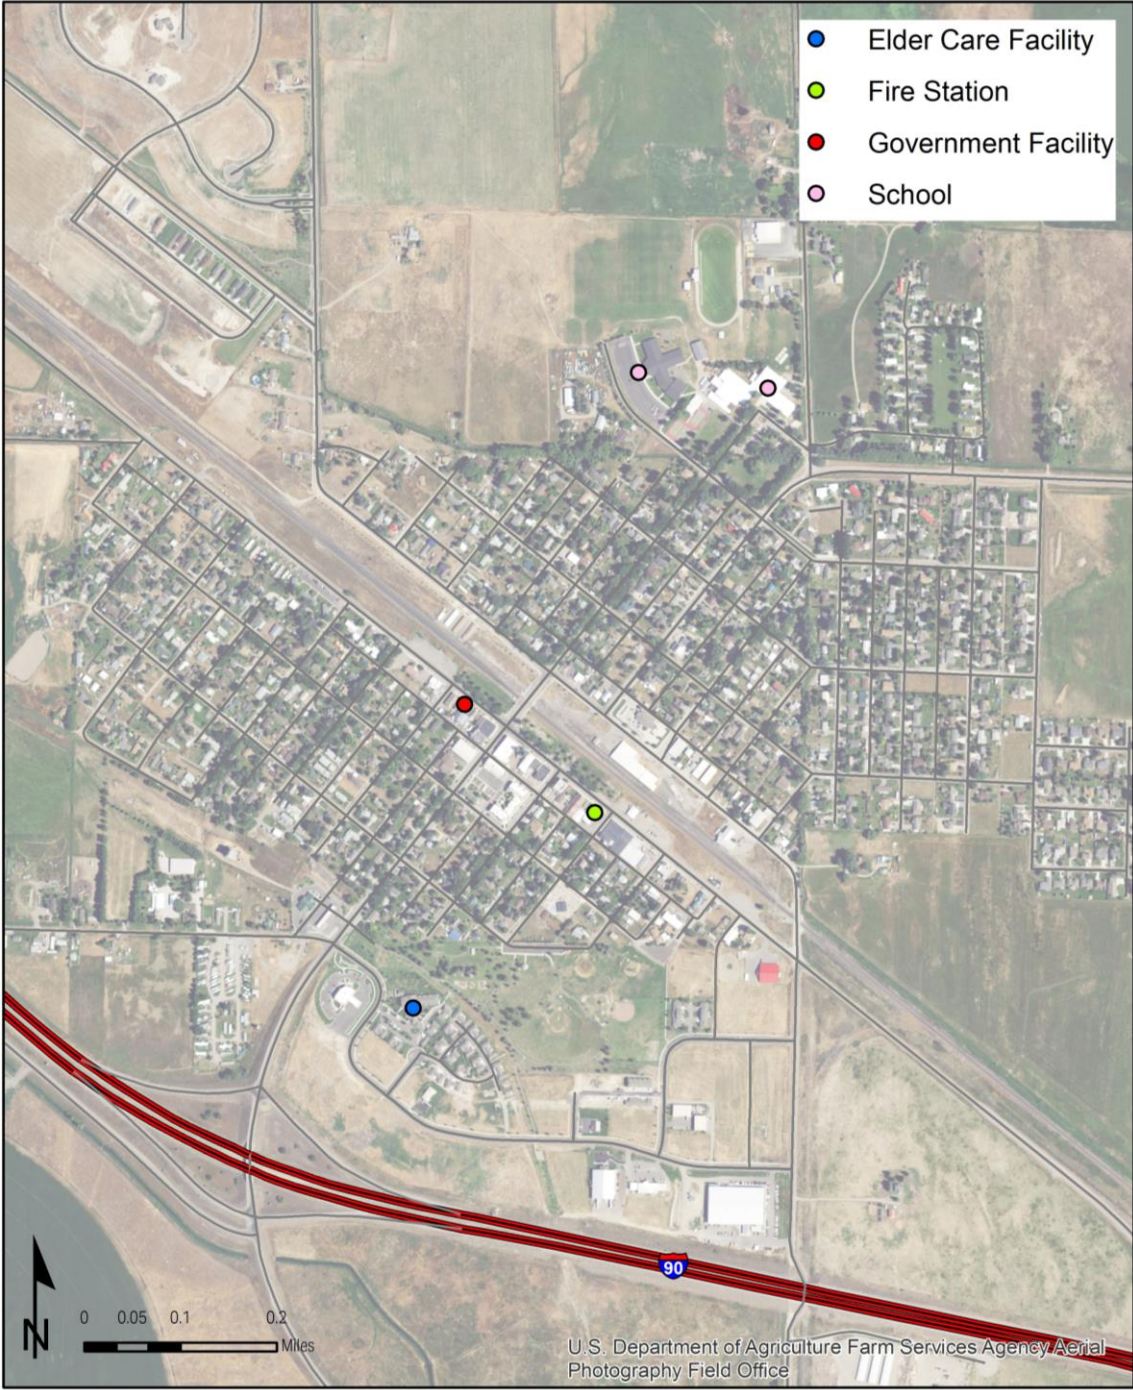 Elder Care Facility
Fire Station
Government Facility
School
90
N
0 0.05 0.1 0.2
Miles
U.S. Department of Agriculture Farm Services Agency Aerial
Photography Field Office